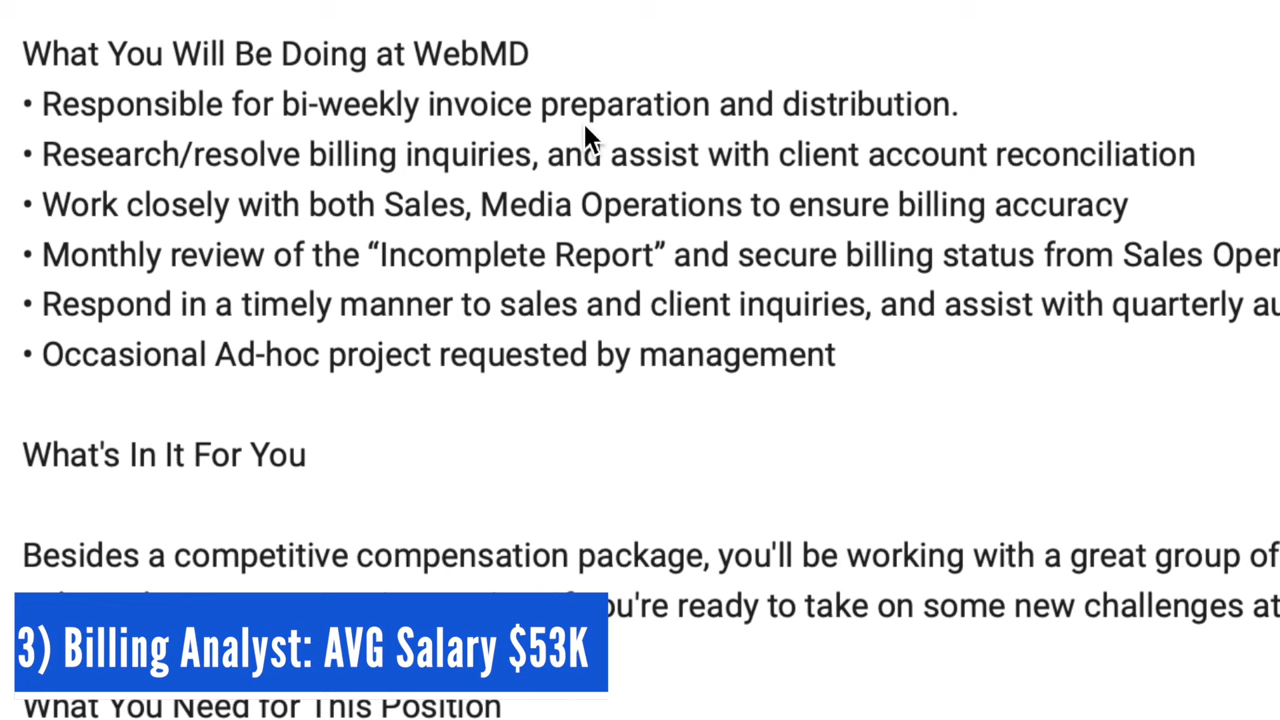 What You Will Be Doing at WebMD
• Responsible for bi-weekly invoice preparation and distribution.
• Research/resolve billing inquiries, and assist with client account reconciliation
• Work closely with both Sales, Media Operations to ensure billing accuracy
• Monthly review of the “Incomplete Report” and secure billing status from Sales Oper
• Respond in a timely manner to sales and client inquiries, and assist with quarterly au
• Occasional Ad-hoc project requested by management
What's In It For You
Besides a competitive compensation package, you'll be working with a great group of
ou're ready to take on some new challenges at
3) Billing Analyst: AVG Salary $53K
What You Need for This Position